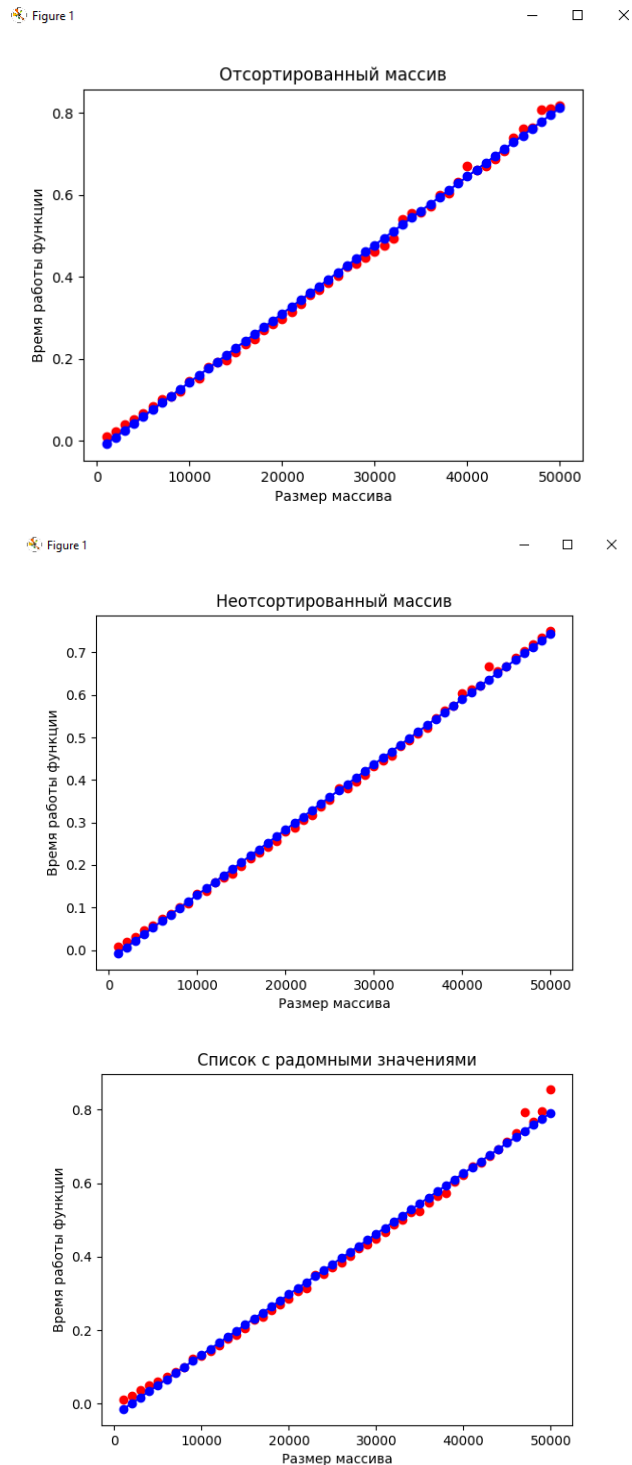 Figure 1
Отсортированный массив
Время работы функции
0.8
0.6
0.4
0.2
0.0
0 10000 20000 30000 40000 50000
Размер массива
Figure 1
Неотсортированный массив
Время работы функции
0.7
0.6
0.5
0.4
0.3
0.2
0.1
0.0
0 10000 20000 30000 40000 50000
Размер массива
Список с радомными значениями
Время работы функции
0.8
0.6
0.4
0.2
0.0
0 10000 20000 30000 40000 50000
Размер массива